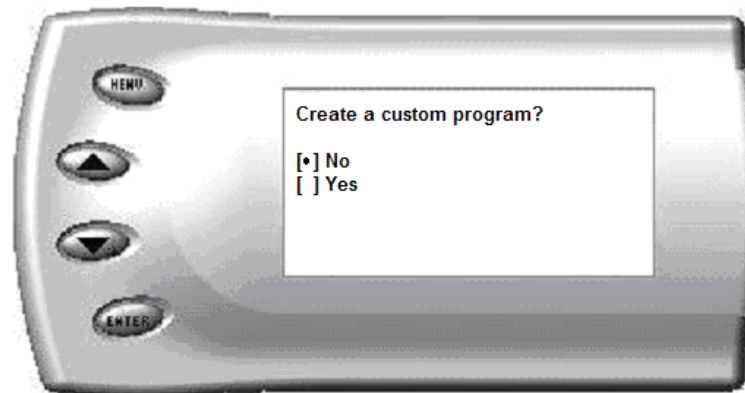 MENU
Create a custom program?
[•] No
[ ] Yes
ENTER